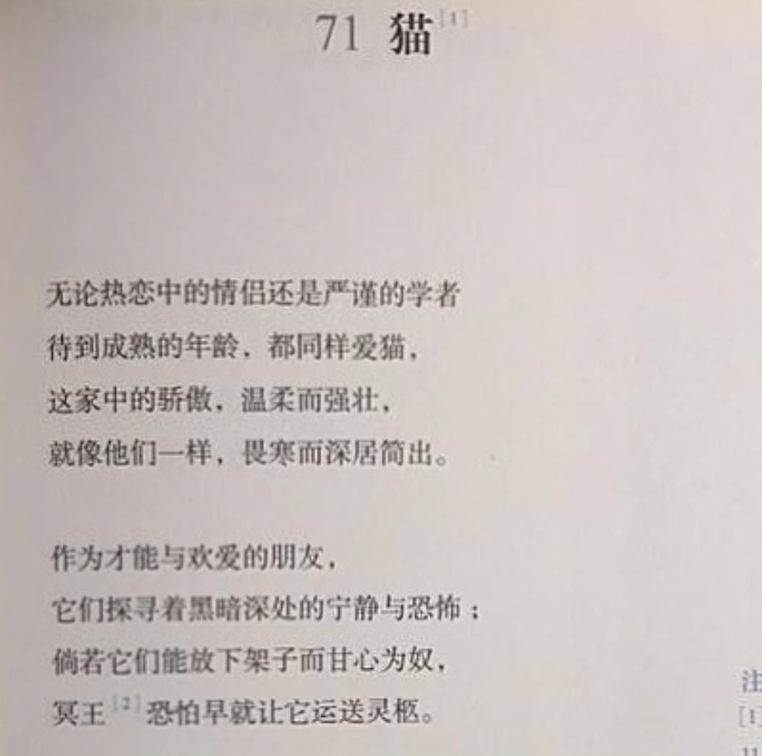 71 猫[1]
无论热恋中的情侣还是严谨的学者
待到成熟的年龄，都同样爱猫，
这家中的骄傲，温柔而强壮，
就像他们一样，畏寒而深居简出。
作为才能与欢爱的朋友，
它们探寻着黑暗深处的宁静与恐怖；
倘若它们能放下架子而甘心为奴，
冥王[2]恐怕早就让它运送灵柩。
注
[1]